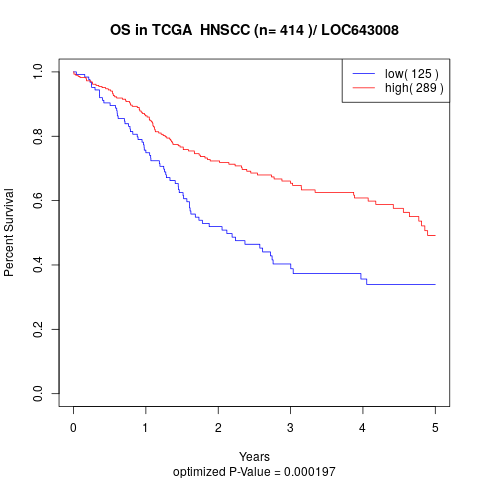 OS in TCGA  HNSCC (n= 414 )/ LOC643008
low( 125 )
high( 289 )
Percent Survival
1.0
0.8
0.6
0.4
0.2
0.0
0 1 2 3 4 5
Years
optimized P-Value = 0.000197